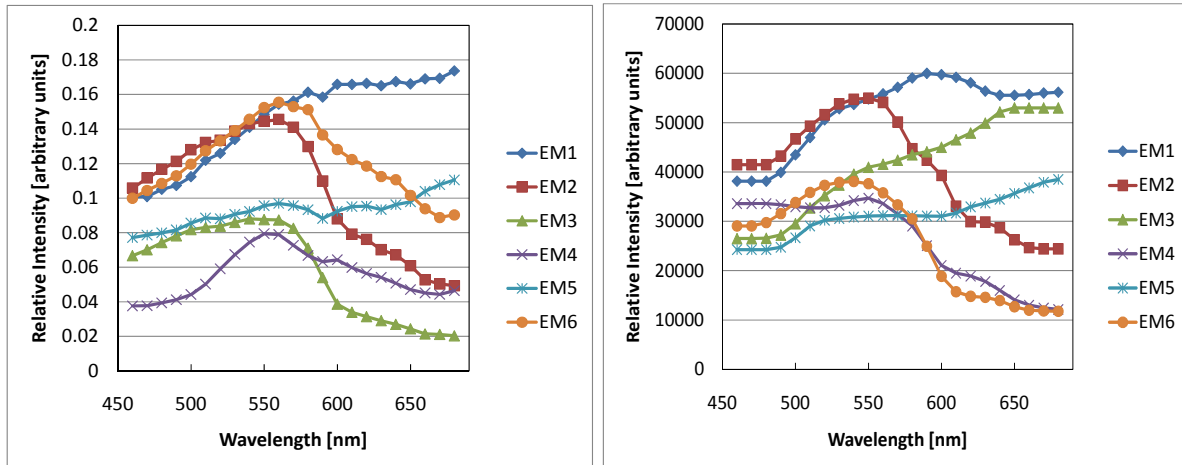 Relative Intensity [arbitrary units]
0.2
0.18
0.16
0.14
0.12
0.1
0.08
0.06
0.04
0.02
0
450 500 550 600 650
Wavelength [nm]
EM1
EM2
EM3
EM4
EM5
EM6
Relative Intensity [arbitrary units]
70000
60000
50000
40000
30000
20000
10000
0
450 500 550 600 650
Wavelength [nm]
EM1
EM2
EM3
EM4
EM5
EM6